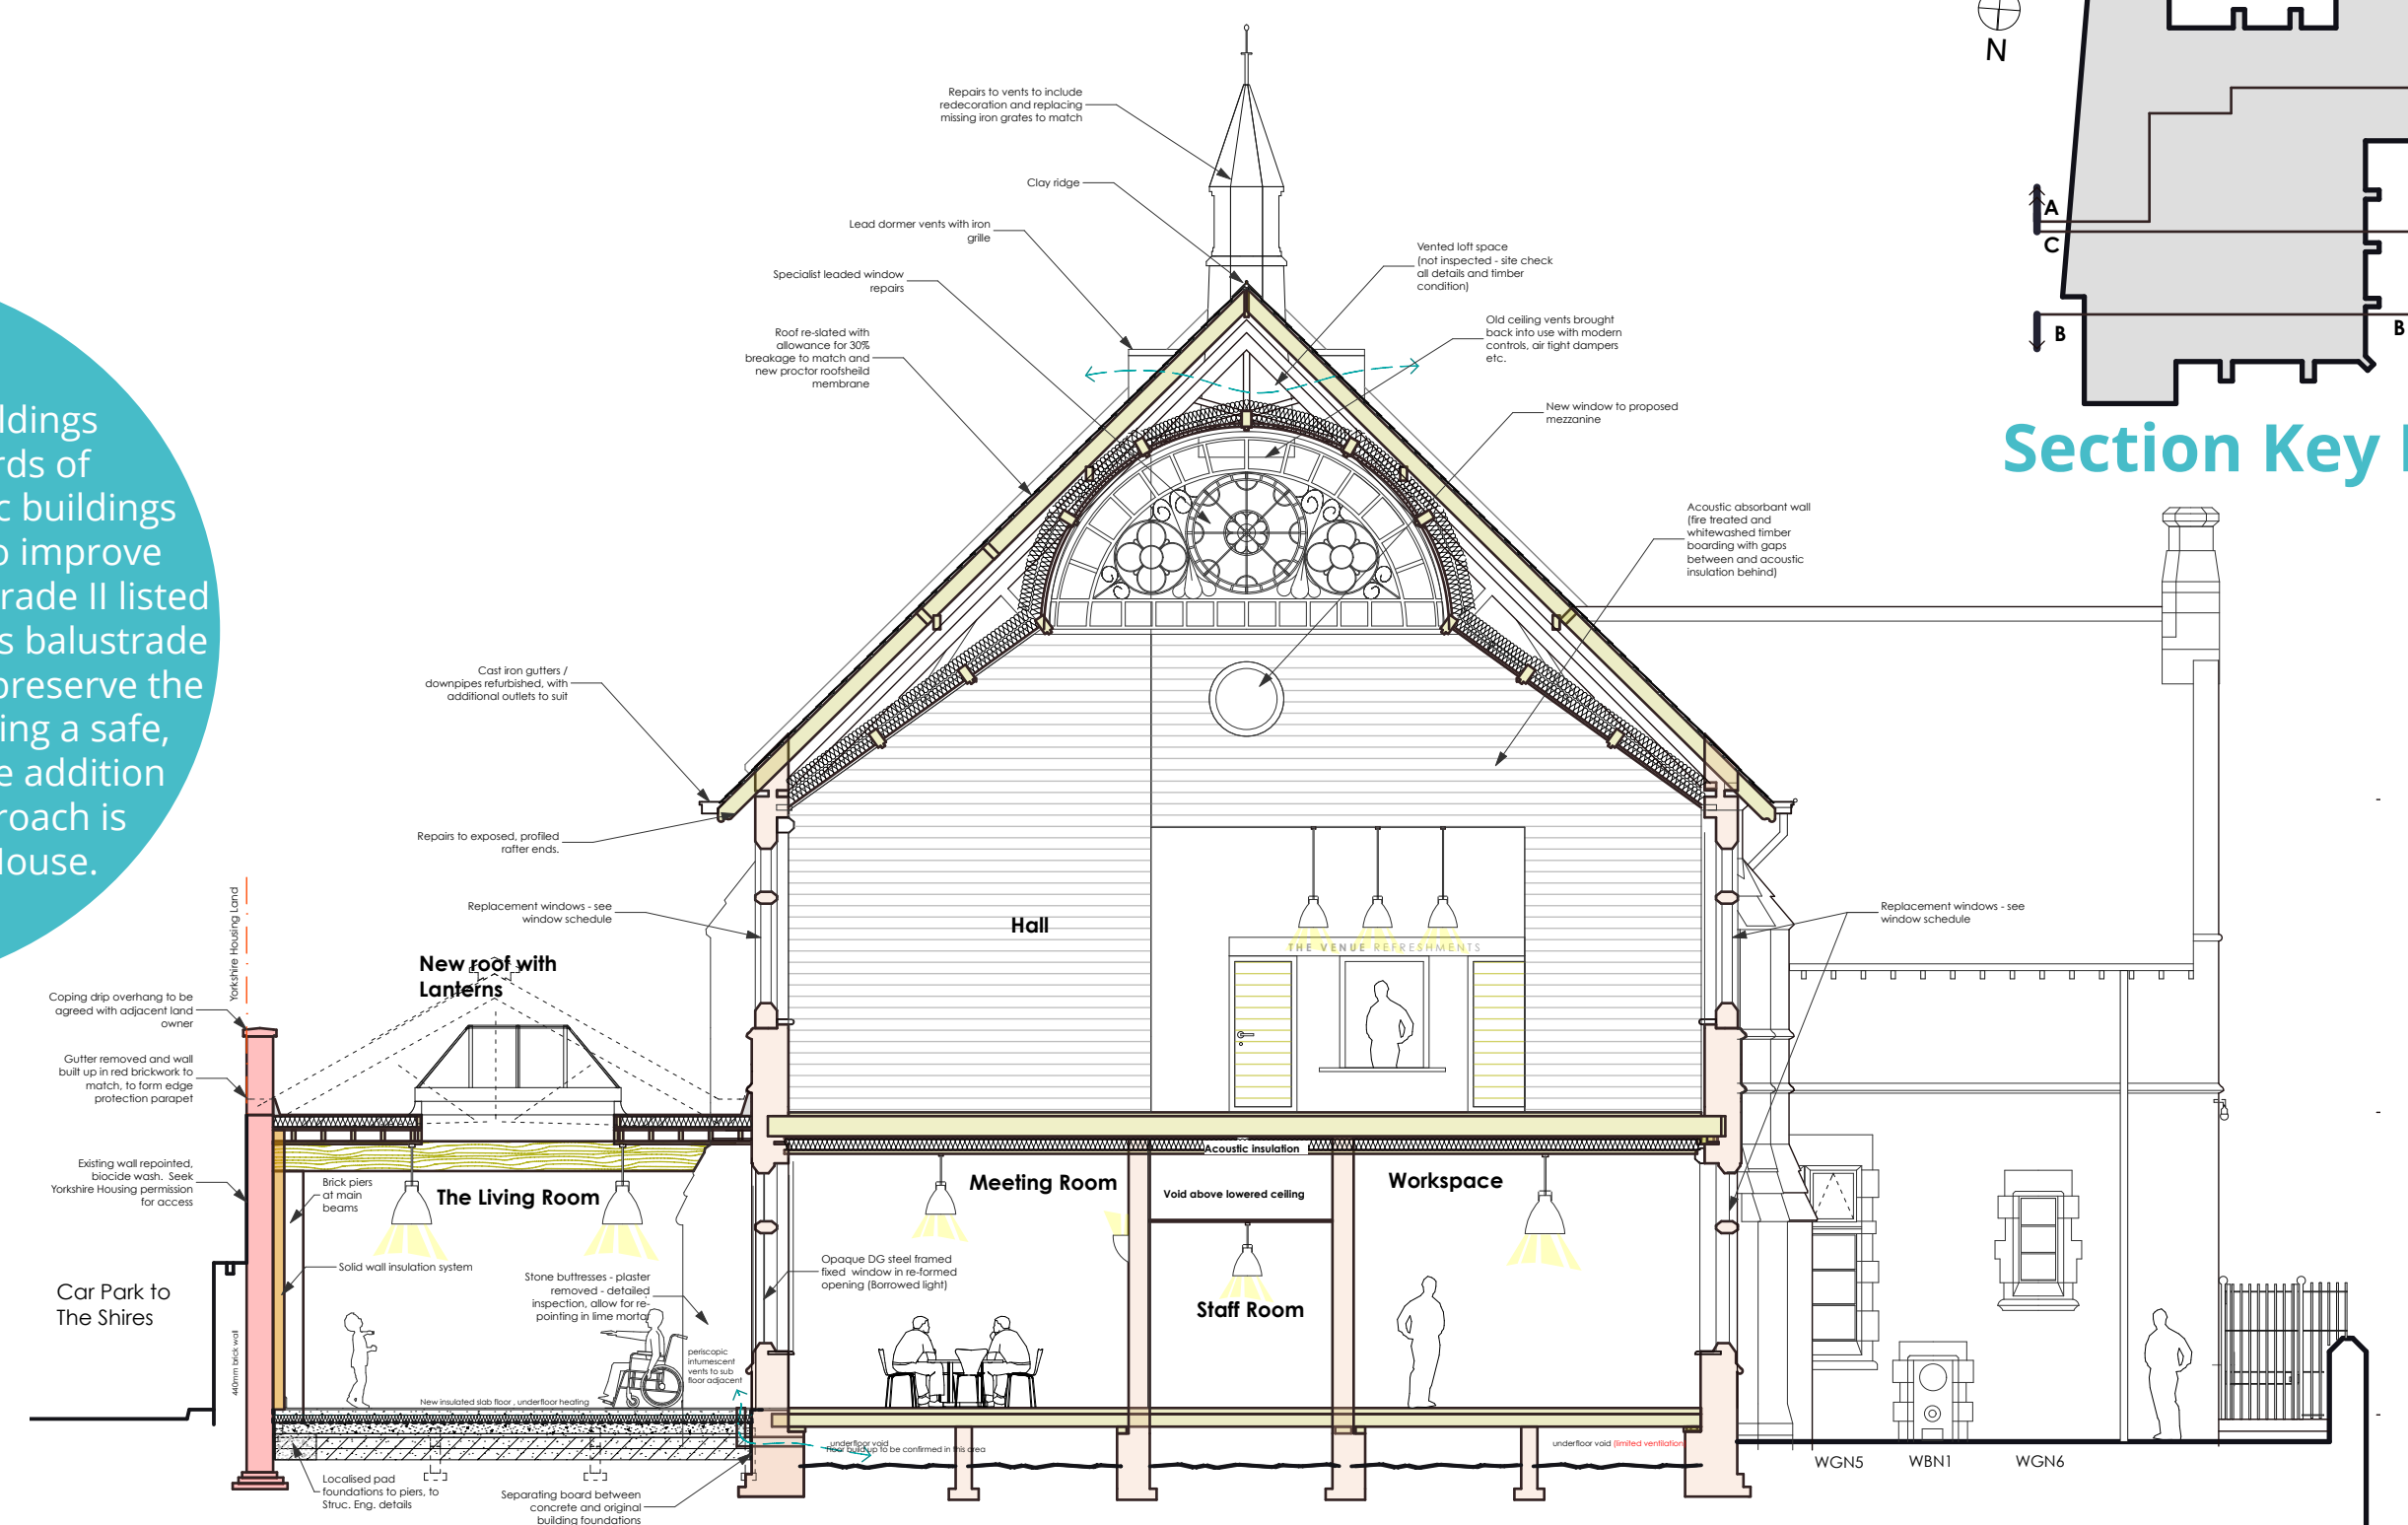 Repairs to vents to include
redecoration and replacing
missing iron grates to match
Clay ridge
Lead dormer vents with iron
grille
Specialist leaded window
repairs
Roof re-slated with
allowance for 30%
breakage to match and
new proctor roofsheild
membrane
Vented loft space
(not inspected - site check
all details and timber
condition)
Old ceiling vents brought
back into use with modern
controls, air tight dampers
etc.
New window to proposed
mezzanine
Acoustic absorbant wall
(fire treated and
whitewashed timber
boarding with gaps
between and acoustic
insulation behind)
N
A
C
B
B
Section Key
ldings
rds of
c buildings
o improve
rade II listed
s balustrade
preserve the
ing a safe,
e addition
roach is
louse.
Cast iron gutters /
downpipes refurbished, with
additional outlets to suit
Repairs to exposed, profiled
rafter ends.
Replacement windows - see
window schedule
Replacement windows - see
window schedule
Hall
THE VENUE REFRESHMENTS
Yorkshire Housing Land
New roof with
Lanterns
Coping drip overhang to be
agreed with adjacent land
owner
Gutter removed and wall
built up in red brickwork to
match, to form edge
protection parapet
Existing wall repointed,
biocide wash. Seek
Yorkshire Housing permission
for access
Brick piers
at main
beams
The Living Room
Solid wall insulation system
Stone buttresses - plaster
removed - detailed
inspection, allow for re-
pointing in lime mortar
periscopic
intumescent
vents to sub
floor adjacent
Car Park to
The Shires
440mm brick wall
New insulated slab floor , underfloor heating
Localised pad
foundations to piers, to
Struc. Eng. details
Separating board between
concrete and original
building foundations
Acoustic insulation
Meeting Room
Void above lowered ceiling
Workspace
Opaque DG steel framed
fixed window in re-formed
opening (Borrowed light)
Staff Room
underfloor void
floor build up to be confirmed in this area
underfloor void (limited ventilation)
WGN5
WBN1
WGN6